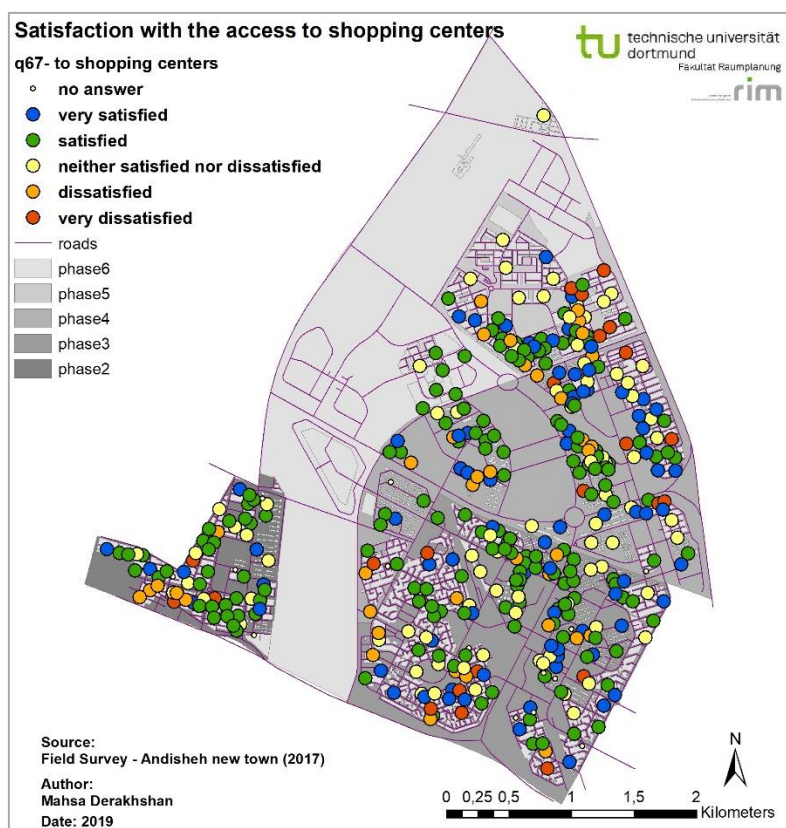 Satisfaction with the access to shopping centers
q67- to shopping centers
no answer
very satisfied
satisfied
neither satisfied nor dissatisfied
dissatisfied
very dissatisfied
roads
phase6
phase5
phase4
phase3
phase2
tu technische universität
dortmund
Fakultät Raumplanung
rim
Source:
Field Survey - Andisheh new town (2017)
Author:
Mahsa Derakhshan
Date: 2019
N
0 0,25 0,5 1 1,5 2
Kilometers